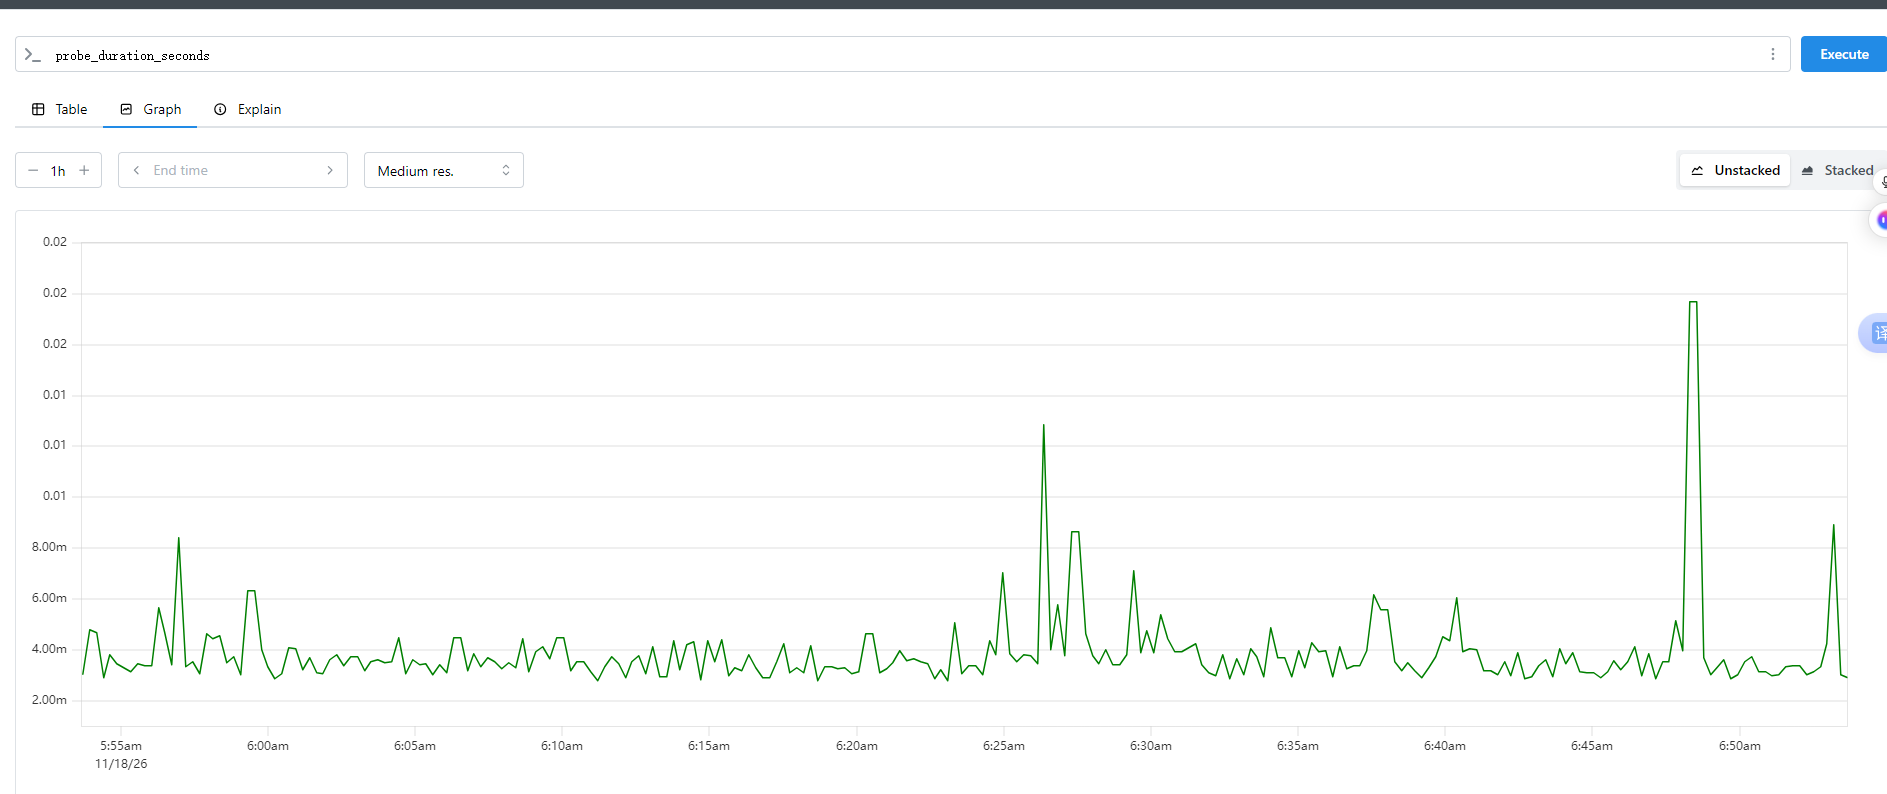 probe_duration_seconds
Execute
Table Graph Explain
1h End time Medium res. Unstacked Stacked
译
0.02
0.02
0.02
0.01
0.01
0.01
8.00m
6.00m
4.00m
2.00m
5:55am 6:00am 6:05am 6:10am 6:15am 6:20am 6:25am 6:30am 6:35am 6:40am 6:45am 6:50am
11/18/26